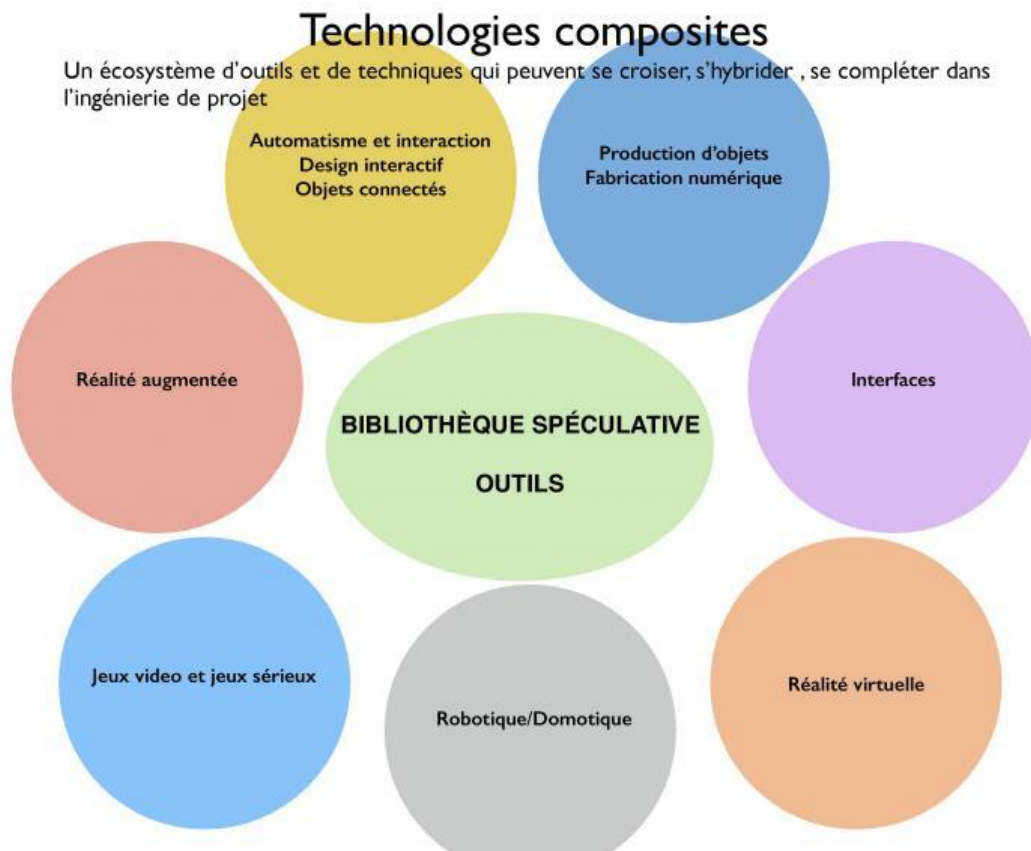 Technologies composites
Un écosystème d'outils et de techniques qui peuvent se croiser, s'hybrider , se compléter dans
l'ingénierie de projet
Automatisme et interaction
Design interactif
Objets connectés
Production d'objets
Fabrication numérique
Réalité augmentée
Interfaces
BIBLIOTHÈQUE SPÉCULATIVE
OUTILS
Jeux video et jeux sérieux
Robotique/Domotique
Réalité virtuelle